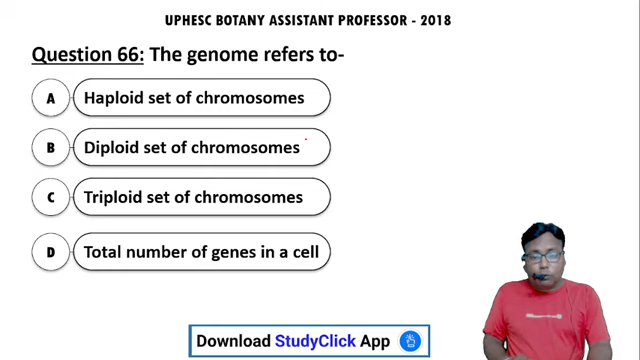 UPHESC BOTANY ASSISTANT PROFESSOR - 2018
Question 66: The genome refers to-
A Haploid set of chromosomes
B Diploid set of chromosomes
C Triploid set of chromosomes
D Total number of genes in a cell
Download StudyClick App